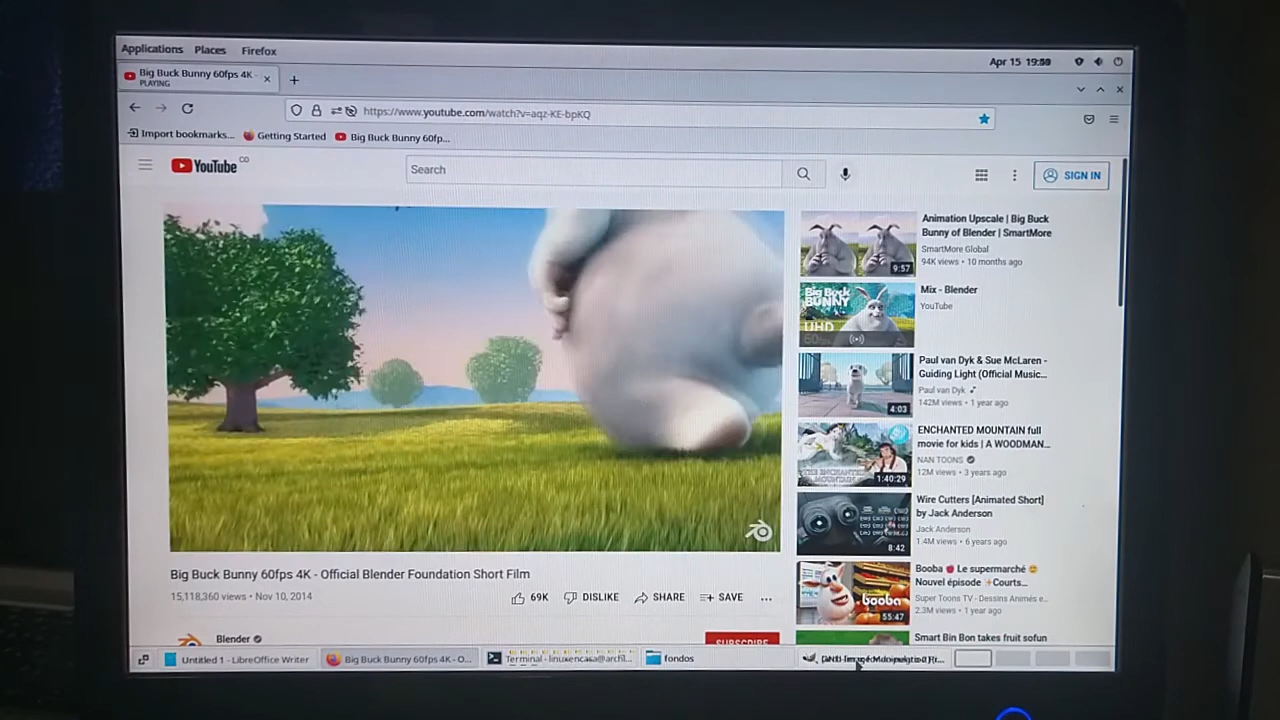 Applications Places Firefox
Apr 15
Big Buck Bunny 60fps 4K -
PLAYING
https://www.youtube.com/watch?v=aqz-KE-bpKQ
Import bookmarks... Getting Started Big Buck Bunny 60fp...
YouTube CO
Search
SIGN IN
Animation Upscale | Big Buck
Bunny of Blender | SmartMore
SmartMore Global
94K views • 10 months ago
9:57
Big Buck
BUNNY
UHD
Mix - Blender
YouTube
Paul van Dyk & Sue McLaren -
Guiding Light (Official Music...
Paul van Dyk
142M views • 1 year ago
4:03
ENCHANTED MOUNTAIN full
movie for kids | A WOODMAN...
NAN TOONS
12M views • 3 years ago
1:40:29
Wire Cutters [Animated Short]
by Jack Anderson
Jack Anderson
1.4M views • 6 years ago
8:42
Booba Le supermarché
Nouvel épisode Courts...
Super Toons TV - Dessins Animés e...
2.3M views • 1 year ago
booba
55:47
Smart Bin Bon takes fruit sofun
Big Buck Bunny 60fps 4K - Official Blender Foundation Short Film
15,118,360 views • Nov 10, 2014
69K DISLIKE SHARE SAVE ...
Blender
SUBSCRIBE
Untitled 1 - LibreOffice Writer
Big Buck Bunny 60fps 4K - O...
Terminal - linuxencasa@archl...
fondos